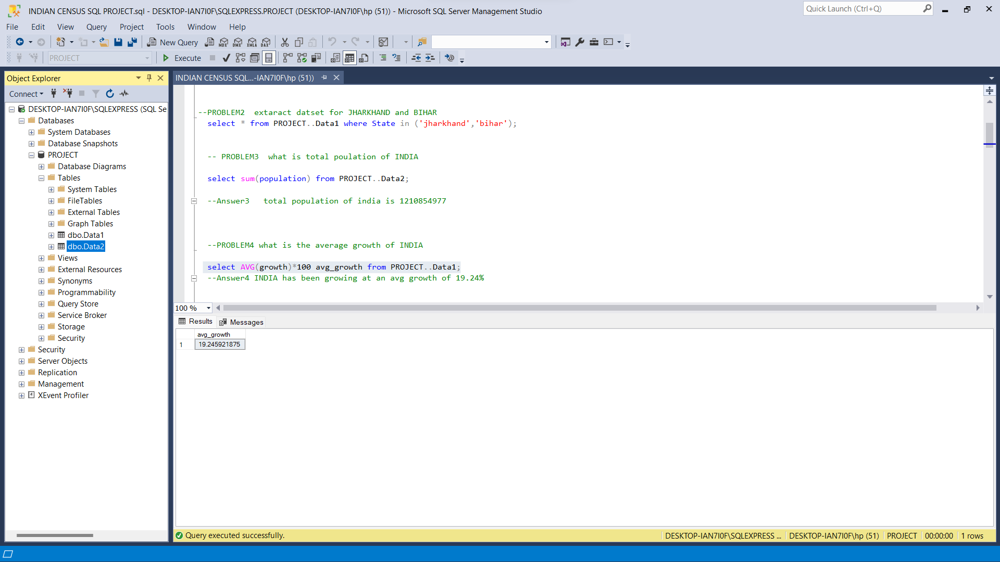 INDIAN CENSUS SQL PROJECT.sql - DESKTOP-IAN7I0F\SQLEXPRESS.PROJECT (DESKTOP-IAN7I0F\hp (51)) - Microsoft SQL Server Management Studio
Quick Launch (Ctrl+Q)
File Edit View Query Project Tools Window Help
New Query MDX DMX XMLA DAX
PROJECT Execute
Object Explorer
Connect
DESKTOP-IAN7I0F\SQLEXPRESS (SQL Se
Databases
System Databases
Database Snapshots
PROJECT
Database Diagrams
Tables
System Tables
FileTables
External Tables
Graph Tables
dbo.Data1
dbo.Data2
Views
External Resources
Synonyms
Programmability
Query Store
Service Broker
Storage
Security
Security
Server Objects
Replication
Management
XEvent Profiler
INDIAN CENSUS SQL...-IAN7I0F\hp (51))
--PROBLEM2  extaract datset for JHARKHAND and BIHAR
select * from PROJECT..Data1 where State in ('jharkhand','bihar');
-- PROBLEM3  what is total poulation of INDIA
select sum(population) from PROJECT..Data2;
--Answer3   total population of india is 1210854977
--PROBLEM4 what is the average growth of INDIA
select AVG(growth)*100 avg_growth from PROJECT..Data1;
--Answer4 INDIA has been growing at an avg growth of 19.24%
100 %
Results Messages
avg_growth
1 19.245921875
Query executed successfully.
DESKTOP-IAN7I0F\SQLEXPRESS ... DESKTOP-IAN7I0F\hp (51) PROJECT 00:00:00 1 rows